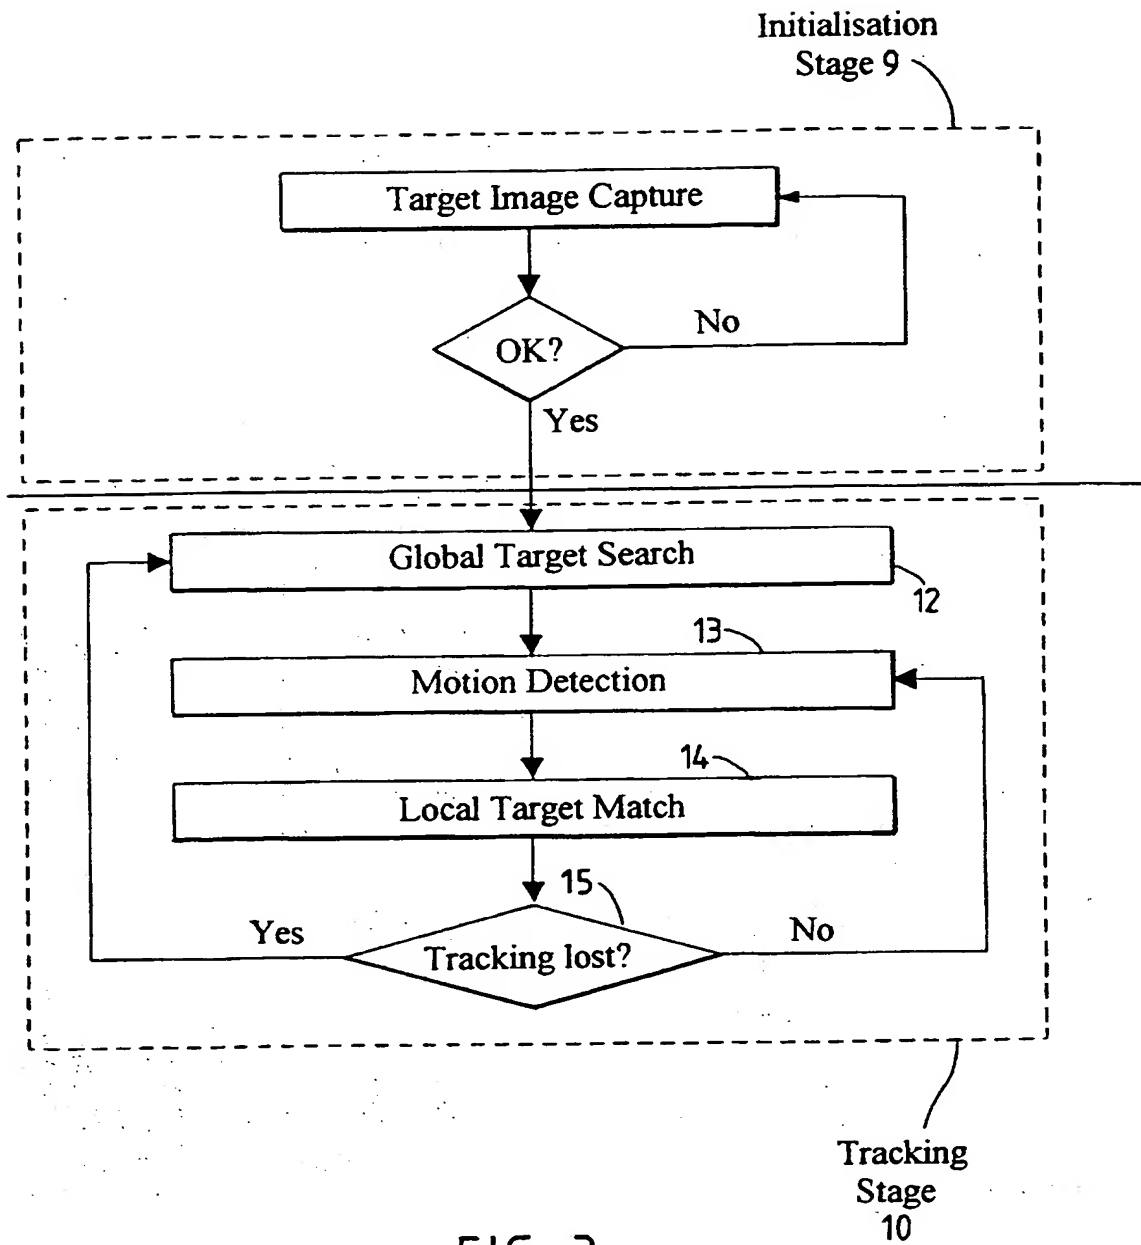 Initialisation
Stage 9
Target Image Capture
No
OK?
Yes
Global Target Search
12
13
Motion Detection
14
Local Target Match
15
Yes
No
Tracking lost?
Tracking
Stage
10